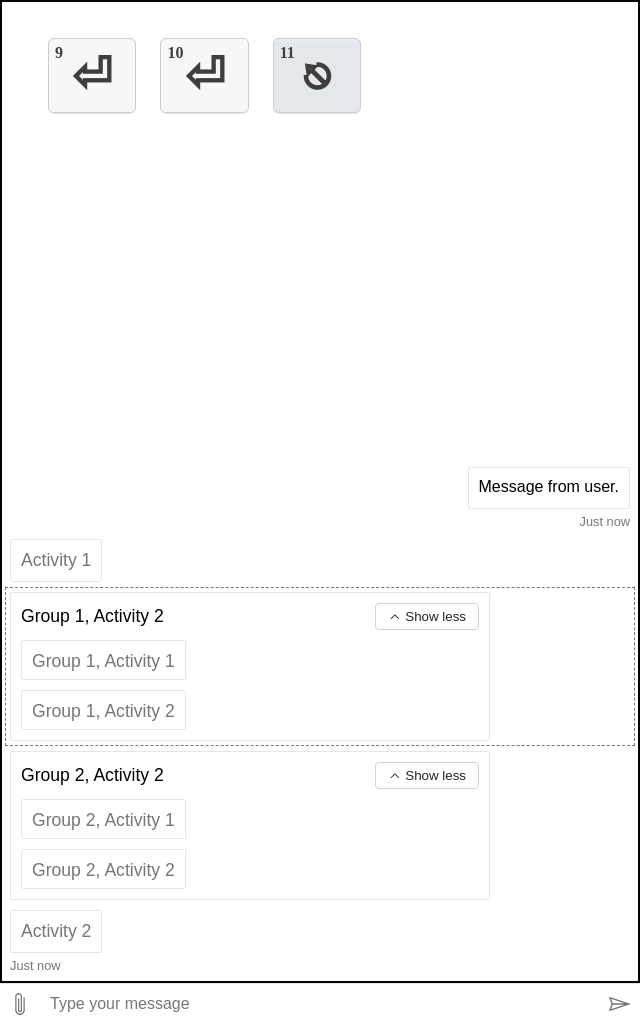 9
10
11
Message from user.
Just now
Activity 1
Group 1, Activity 2
Show less
Group 1, Activity 1
Group 1, Activity 2
Group 2, Activity 2
Show less
Group 2, Activity 1
Group 2, Activity 2
Activity 2
Just now
Type your message